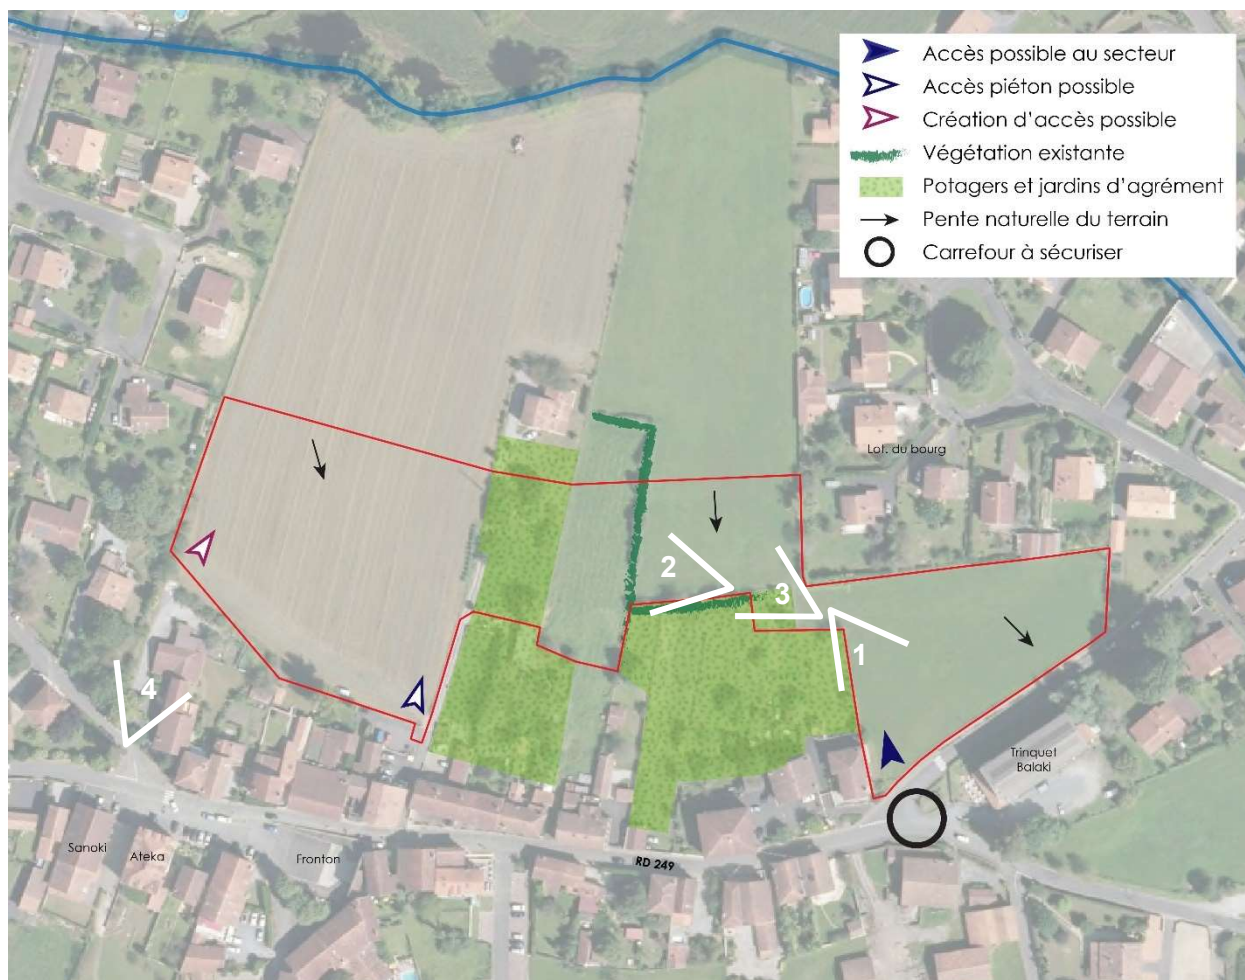 Accès possible au secteur
Accès piéton possible
Création d'accès possible
Végétation existante
Potagers et jardins d'agrément
Pente naturelle du terrain
Carrefour à sécuriser
Lot. du bourg
2
3
1
4
Trinquet
Balaki
Sanoki
Ateka
Fronton
RD 249